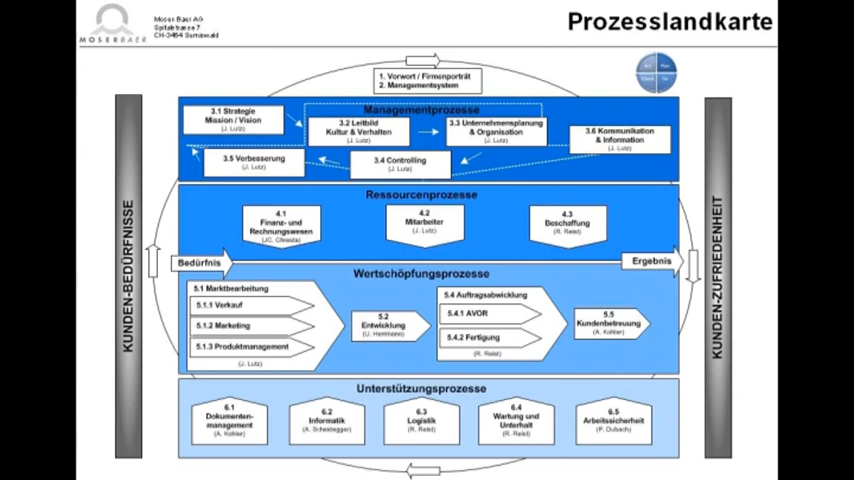 MOSERBAER
Moser-Baer AG
Spitalstrasse 7
CH-3454 Sumiswald
Prozesslandkarte
1. Vorwort / Firmenporträt
2. Managementsystem
Act
Plan
Check
Do
KUNDEN-BEDÜRFNISSE
Managementprozesse
3.1 Strategie
Mission / Vision
(J. Lutz)
3.2 Leitbild
Kultur & Verhalten
(J. Lutz)
3.3 Unternehmensplanung
& Organisation
(J. Lutz)
3.6 Kommunikation
& Information
(J. Lutz)
3.5 Verbesserung
(J. Lutz)
3.4 Controlling
(J. Lutz)
Ressourcenprozesse
4.1
Finanz- und
Rechnungswesen
4.2
Mitarbeiter
(J. Lutz)
4.3
Beschaffung
(R. Reist)
Bedürfnis
Ergebnis
Wertschöpfungsprozesse
5.1 Marktbearbeitung
5.1.1 Verkauf
5.1.2 Marketing
5.1.3 Produktmanagement
(J. Lutz)
5.2
Entwicklung
(U. Herrmann)
5.4 Auftragsabwicklung
5.4.1 AVOR
5.4.2 Fertigung
(R. Reist)
5.5
Kundenbetreuung
(A. Kohler)
Unterstützungsprozesse
6.1
Dokumenten-
management
(A. Kohler)
6.2
Informatik
(A. Scheidegger)
6.3
Logistik
(R. Reist)
6.4
Wartung und
Unterhalt
(R. Reist)
6.5
Arbeitssicherheit
(P. Dubach)
KUNDEN-ZUFRIEDENHEIT